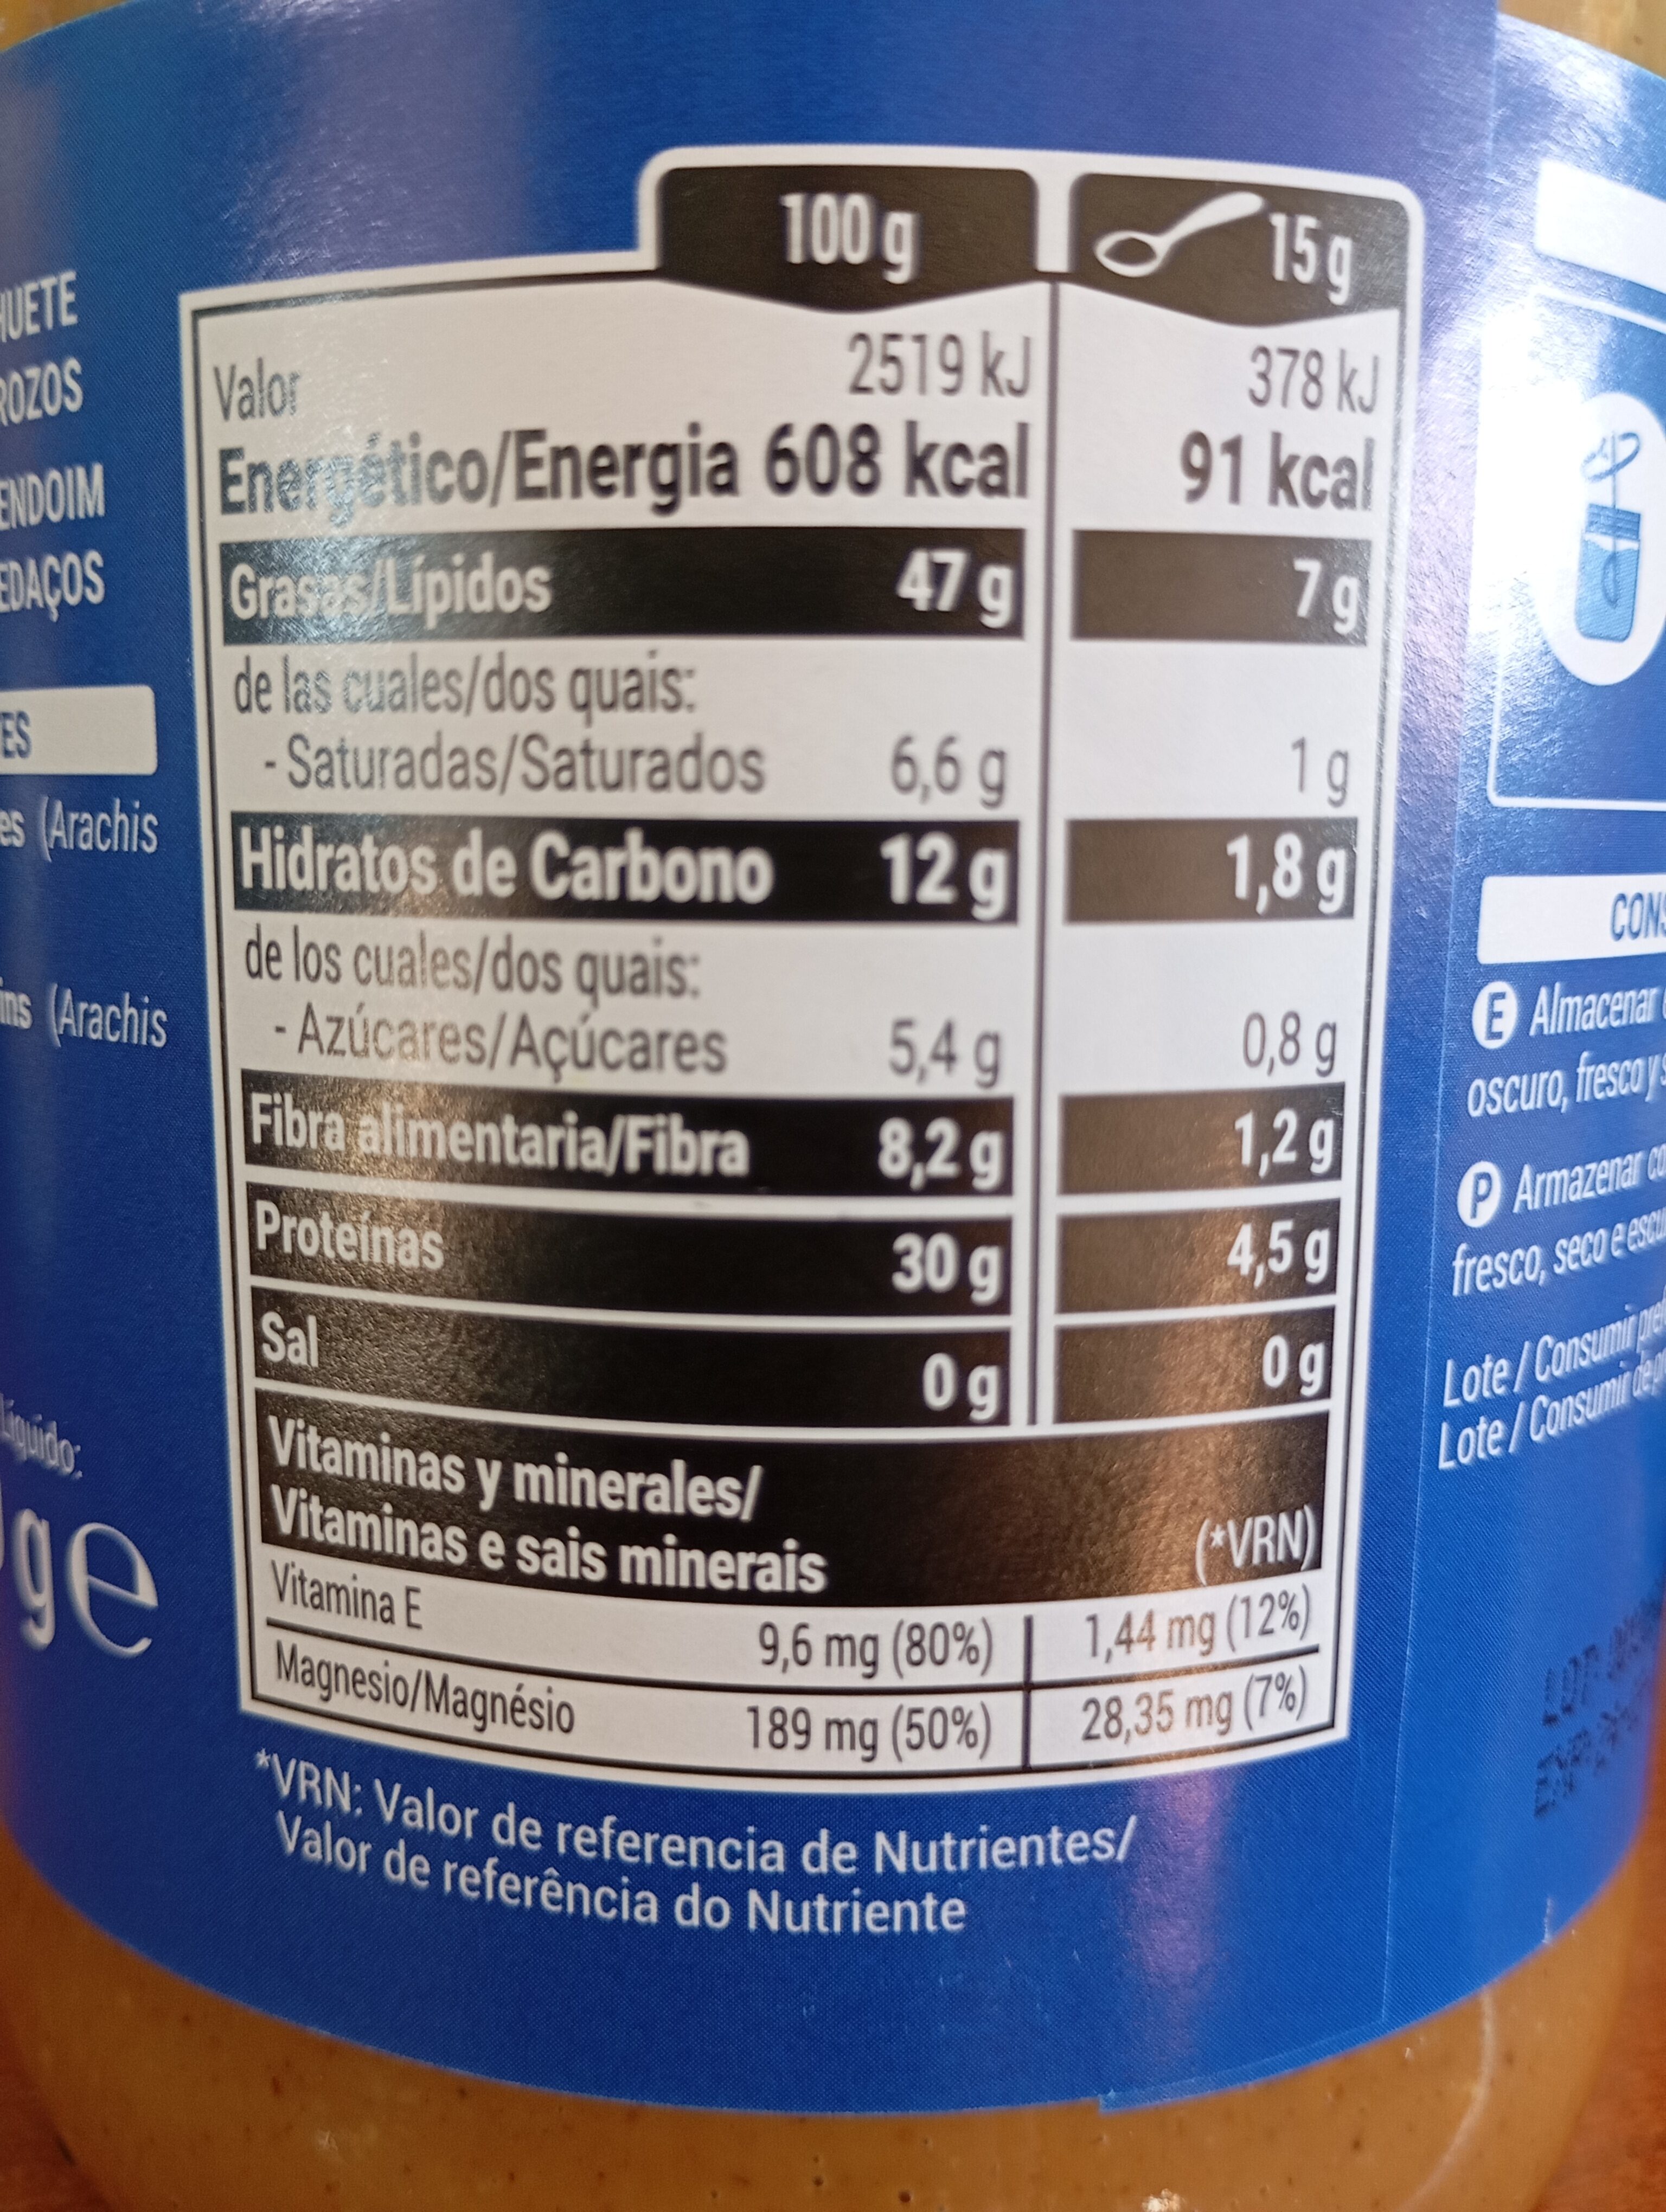 HUETE
ROZOS
ENDOIM
EDAÇOS
ES
es (Arachis
ins (Arachis
Líquido:
g e
100 g 15 g
Valor 2519 kJ 378 kJ
Energético/Energia 608 kcal 91 kcal
Grasas/Lípidos 47 g 7 g
de las cuales/dos quais:
- Saturadas/Saturados 6,6 g 1 g
Hidratos de Carbono 12 g 1,8 g
de los cuales/dos quais:
- Azúcares/Açúcares 5,4 g 0,8 g
Fibra alimentaria/Fibra 8,2 g 1,2 g
Proteínas 30 g 4,5 g
Sal 0 g 0 g
Vitaminas y minerales/
Vitaminas e sais minerais (*VRN)
Vitamina E 9,6 mg (80%) 1,44 mg (12%)
Magnesio/Magnésio 189 mg (50%) 28,35 mg (7%)
*VRN: Valor de referencia de Nutrientes/
Valor de referência do Nutriente
CONS
E Almacenar
oscuro, fresco y s
P Armazenar co
fresco, seco e escu
Lote / Consumir pref
Lote / Consumir de pr